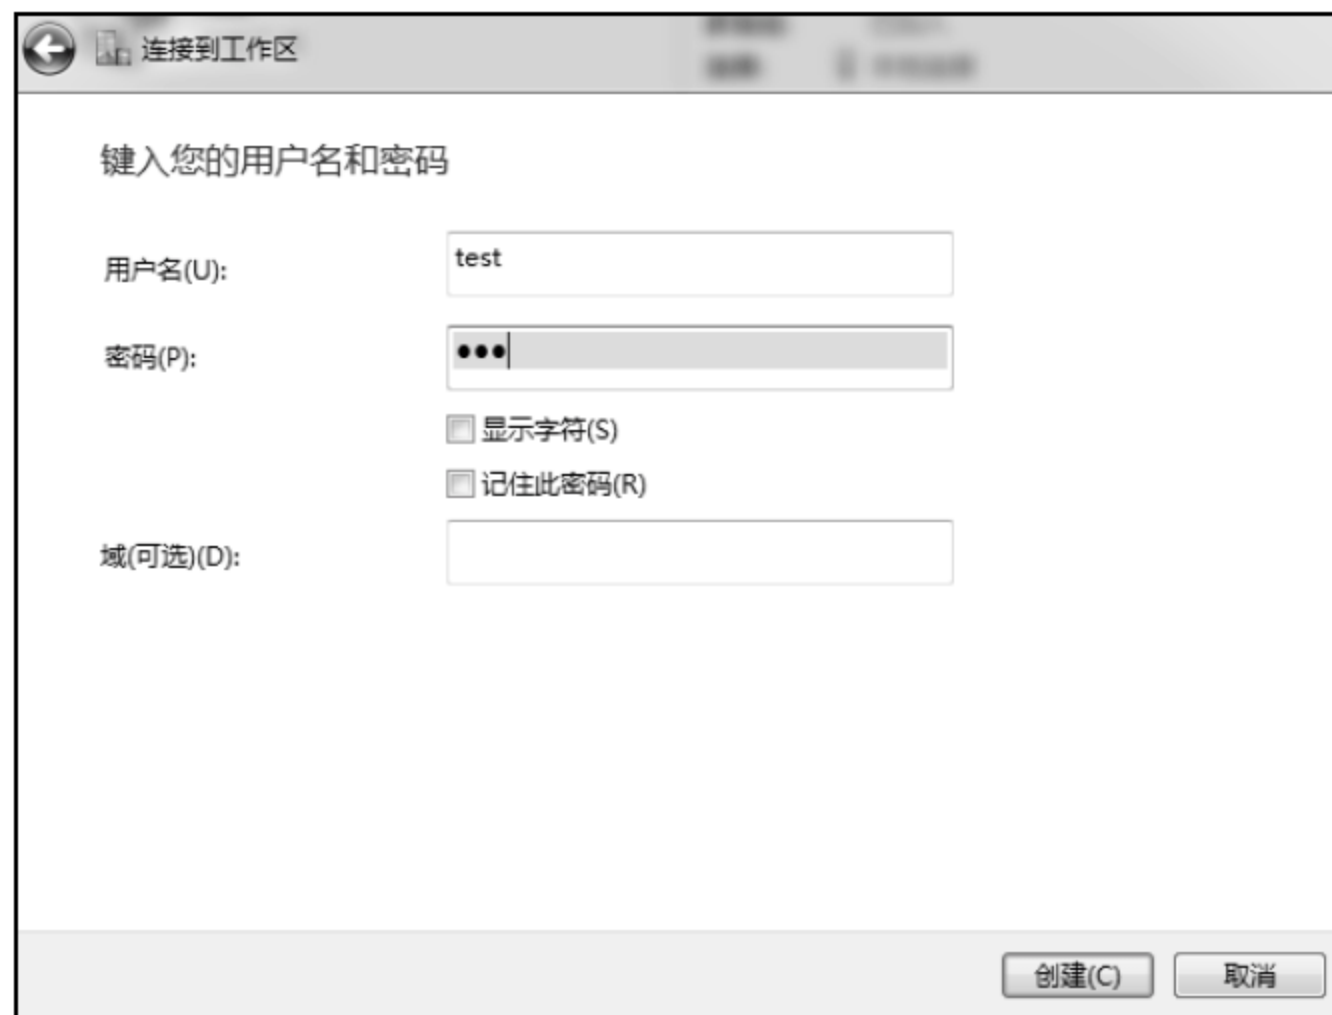 连接到工作区
键入您的用户名和密码
用户名(U):
test
密码(P):
●●●
显示字符(S)
记住此密码(R)
域(可选)(D):
创建(C)
取消